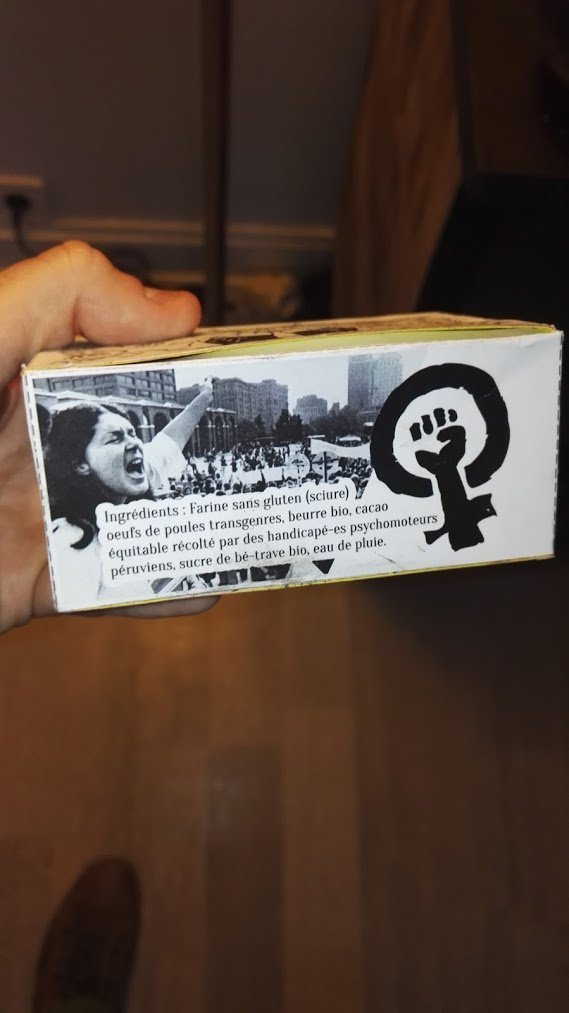 Ingrédients : Farine sans gluten (sciure)
oeufs de poules transgenres, beurre bio, cacao
équitable récolté par des handicapé-es psychomoteurs
péruviens, sucre de bé-trave bio, eau de pluie.